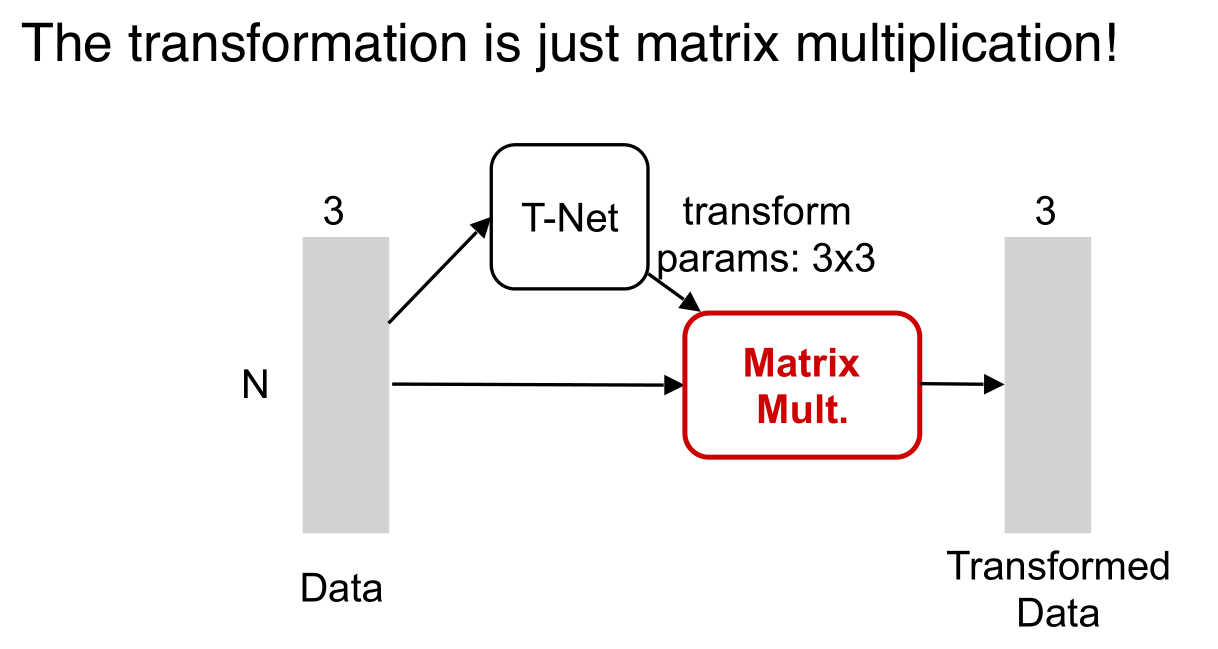 The transformation is just matrix multiplication!
3
T-Net
transform
params: 3x3
3
N
Matrix
Mult.
Data
Transformed
Data